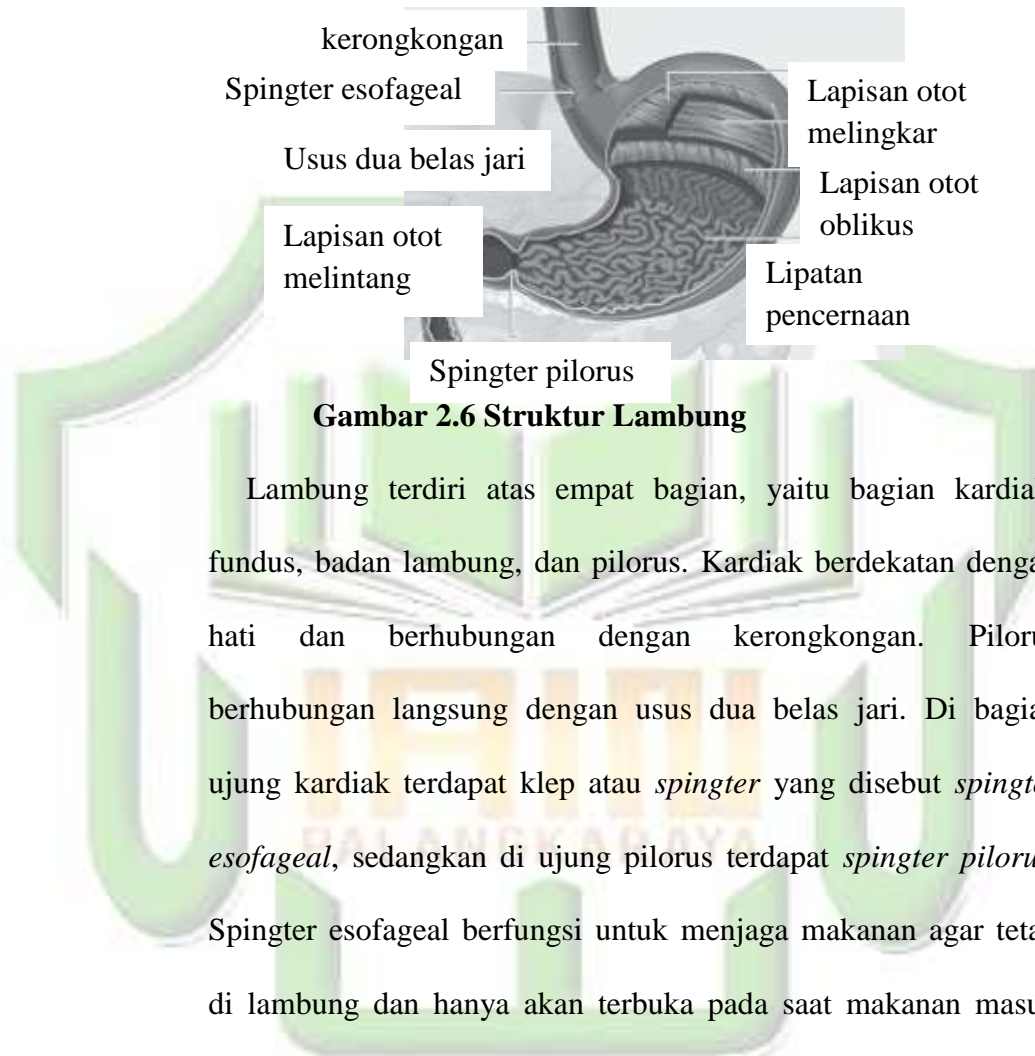 kerongkongan
Spingter esofageal
Usus dua belas jari
Lapisan otot
melintang
Spingter pilorus
Lapisan otot
melingkar
Lapisan otot
oblikus
Lipatan
pencernaan
Gambar 2.6 Struktur Lambung
Lambung terdiri atas empat bagian, yaitu bagian kardia
fundus, badan lambung, dan pilorus. Kardiak berdekatan denga
hati dan berhubungan dengan kerongkongan. Piloru
berhubungan langsung dengan usus dua belas jari. Di bagia
ujung kardiak terdapat klep atau spingter yang disebut spingte
esofageal, sedangkan di ujung pilorus terdapat spingter piloru
Spingter esofageal berfungsi untuk menjaga makanan agar teta
di lambung dan hanya akan terbuka pada saat makanan masu
IAIN
PALANGKARAYA